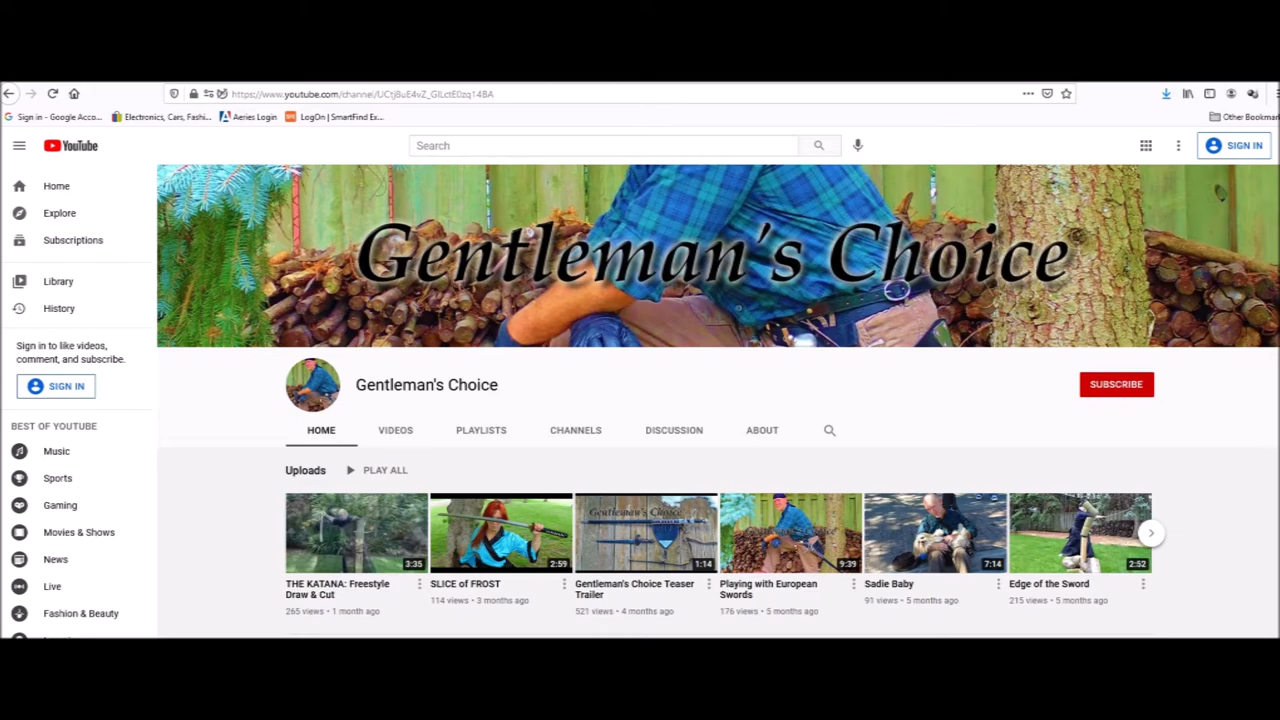 https://www.youtube.com/channel/
Sign in - Google Acco...
Electronics, Cars, Fashi...
Aeries Login
LogOn | SmartFind Ex...
Other Bookmar
YouTube
Search
SIGN IN
Home
Explore
Subscriptions
Library
History
Sign in to like videos,
comment, and subscribe.
SIGN IN
BEST OF YOUTUBE
Music
Sports
Gaming
Movies & Shows
News
Live
Fashion & Beauty
Gentleman's Choice
Gentleman's Choice
SUBSCRIBE
HOME VIDEOS PLAYLISTS CHANNELS DISCUSSION ABOUT
Uploads PLAY ALL
Gentleman's Choice
3:35 2:59 1:14 9:39 7:14 2:52
THE KATANA: Freestyle
Draw & Cut
265 views • 1 month ago
SLICE of FROST
114 views • 3 months ago
Gentleman's Choice Teaser
Trailer
521 views • 4 months ago
Playing with European
Swords
176 views • 5 months ago
Sadie Baby
91 views • 5 months ago
Edge of the Sword
215 views • 5 months ago